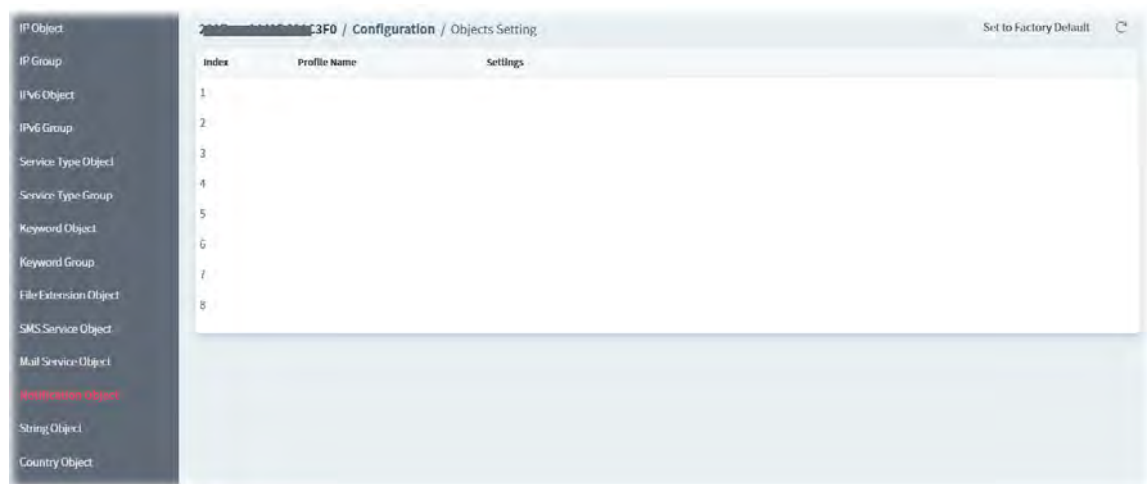 IP Object
IP Group
IPv6 Object
IPv6 Group
Service Type Object
Service Type Group
Keyword Object
Keyword Group
File Extension Object
SMS Service Object
Mail Service Object
Notification Object
String Object
Country Object
C3F0 / Configuration / Objects Setting
Set to Factory Default
Index Profile Name Settings
1
2
3
4
5
6
7
8